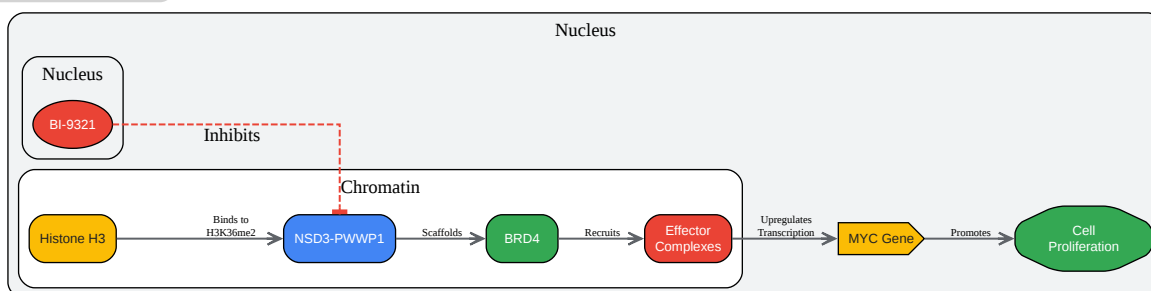 Nucleus
Nucleus
BI-9321
Inhibits
Chromatin
Histone H3
Binds to
H3K36me2
NSD3-PWWP1
Scaffolds
BRD4
Recruits
Effector
Complexes
Upregulates
Transcription
MYC Gene
Promotes
Cell
Proliferation